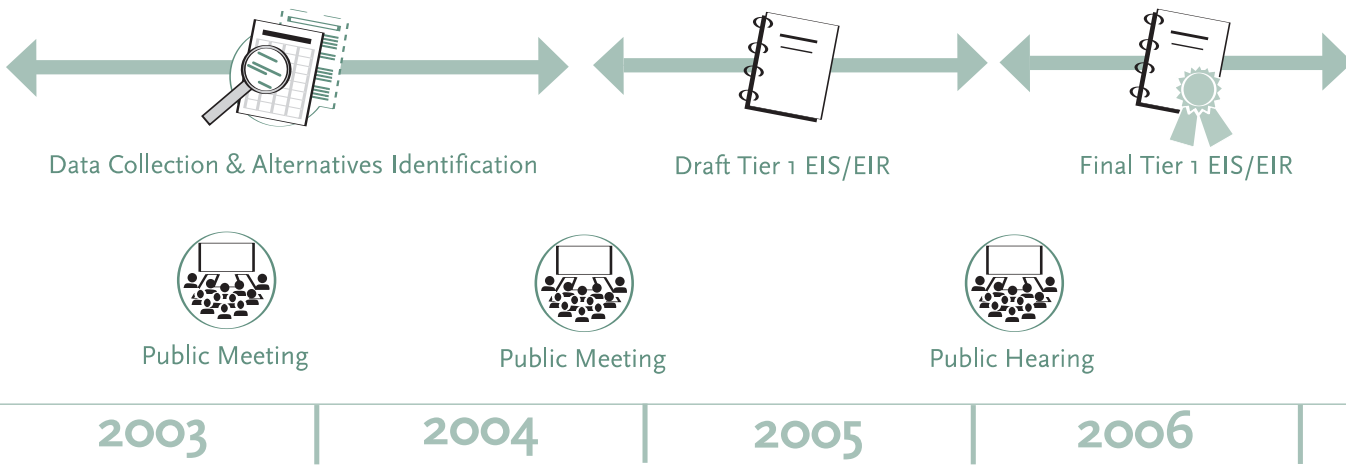 Data Collection & Alternatives Identification
Draft Tier 1 EIS/EIR
Final Tier 1 EIS/EIR
Public Meeting
Public Meeting
Public Hearing
2003
2004
2005
2006